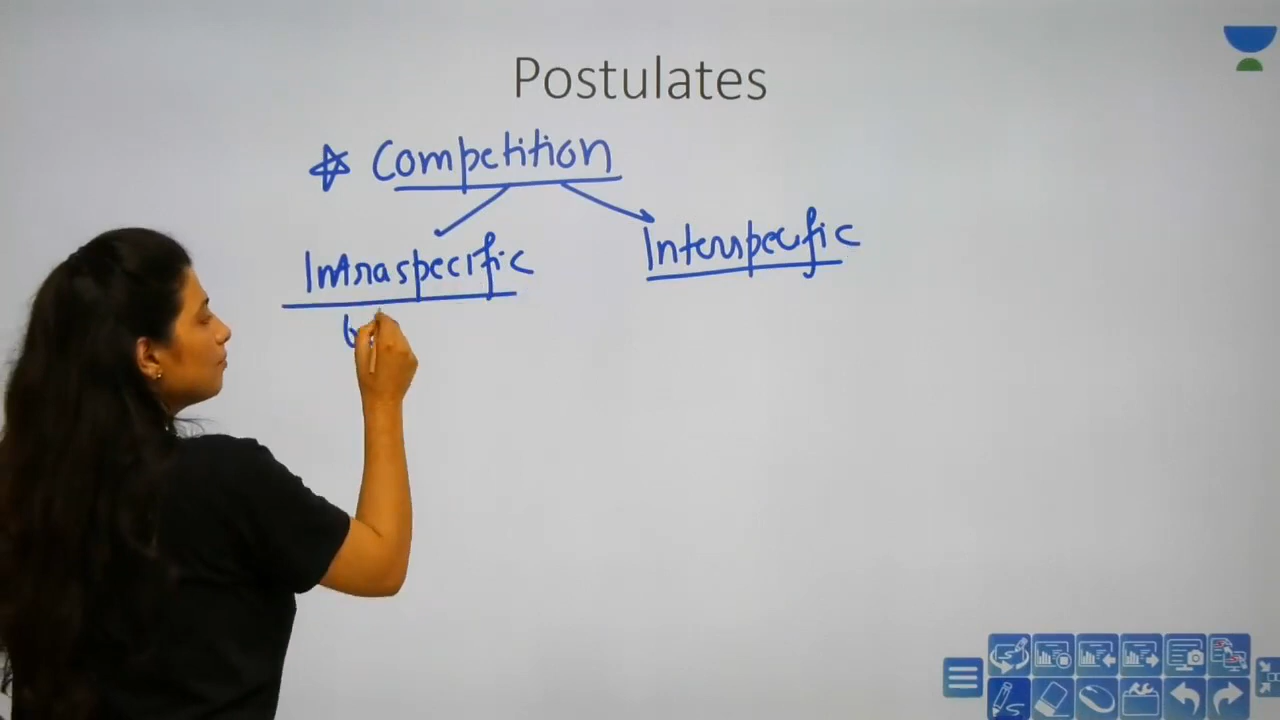 Postulates
Competition
Intraspecific
Interspecific